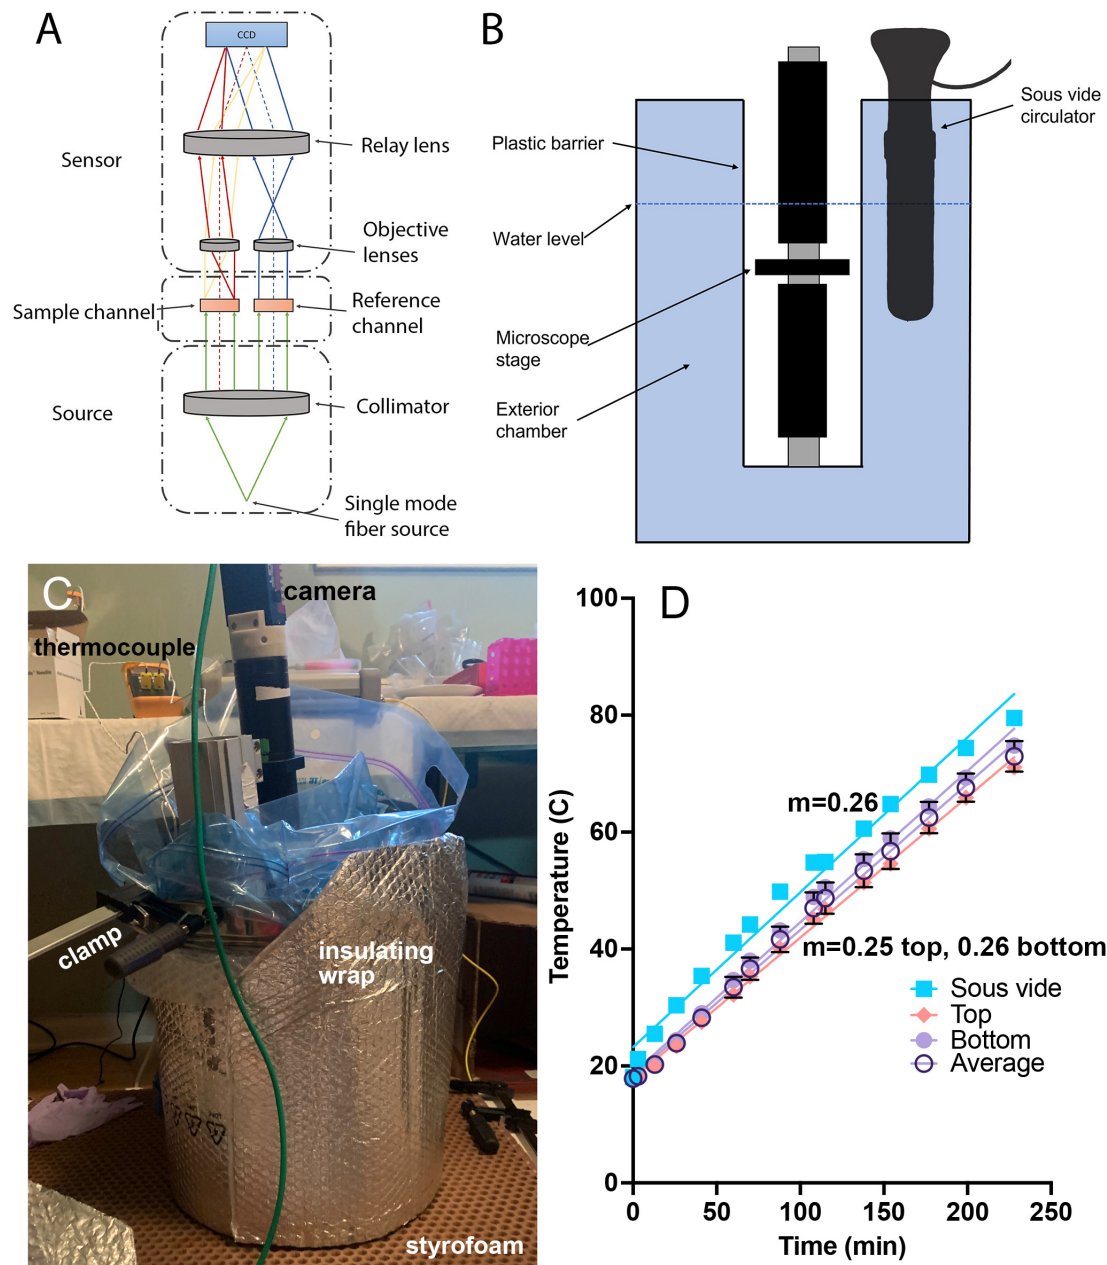 A
CCD
Relay lens
Sensor
Objective
lenses
Sample channel
Reference
channel
Source
Collimator
Single mode
fiber source
B
Sous vide
circulator
Plastic barrier
Water level
Microscope
stage
Exterior
chamber
C
camera
thermocouple
clamp
insulating
wrap
styrofoam
D
100
80
60
40
20
0
Temperature (C)
m=0.26
m=0.25 top, 0.26 bottom
Sous vide
Top
Bottom
Average
0
50
100
150
200
250
Time (min)